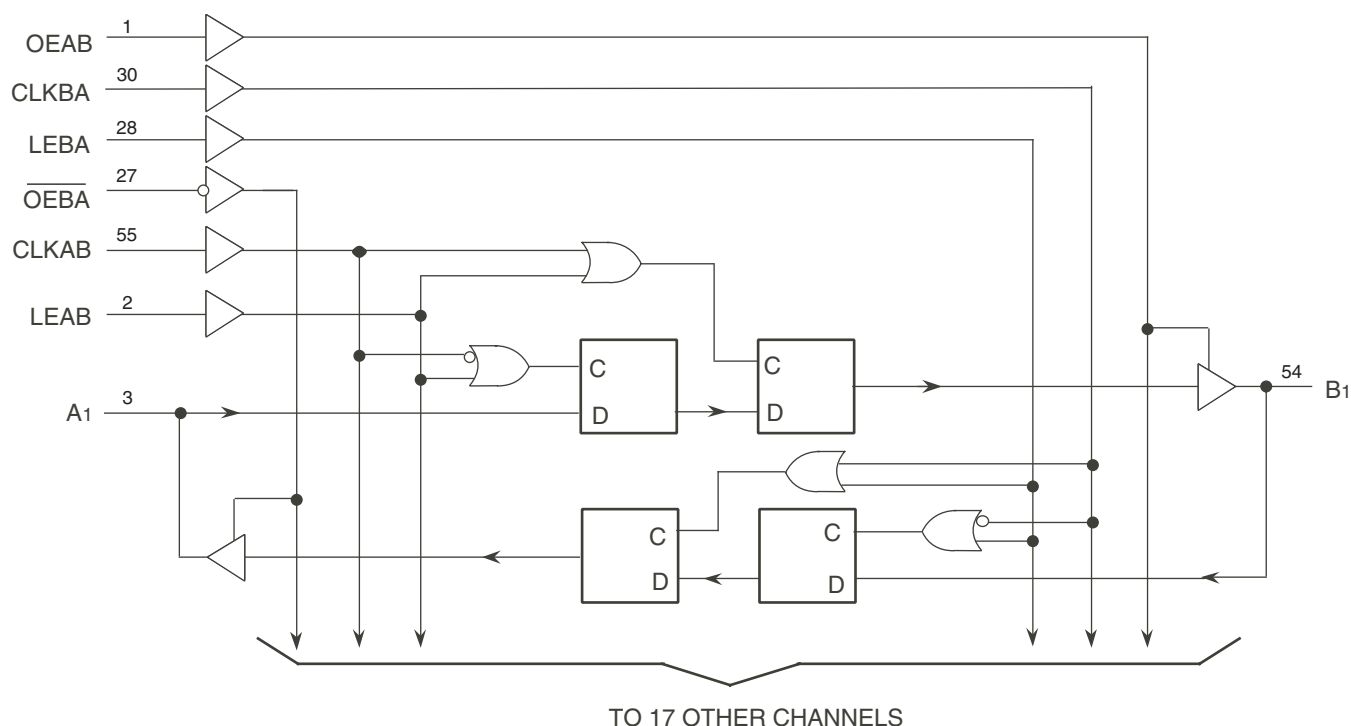 OEAB 1
CLKBA 30
LEBA 28
OEBA 27
CLKAB 55
LEAB 2
C
D
C
D
A1 3
54 B1
C
D
C
D
TO 17 OTHER CHANNELS